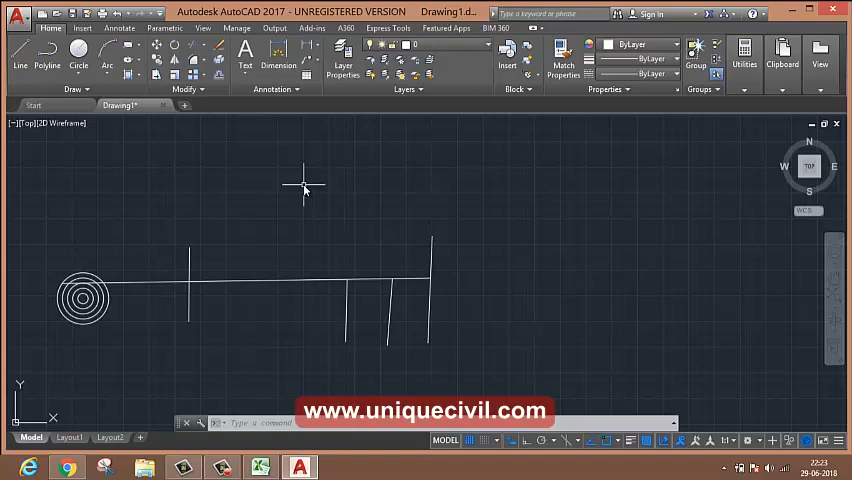 Autodesk AutoCAD 2017 - UNREGISTERED VERSION Drawing1.d...
Type a keyword or phrase
Sign In
Home Insert Annotate Parametric View Manage Output Add-ins A360 Express Tools Featured Apps BIM 360
Line Polyline Circle Arc
Text Dimension
Layer Properties
0
Insert
Match Properties
ByLayer
ByLayer
ByLayer
Group
Utilities
Clipboard
View
Draw Modify Annotation Layers Block Properties Groups
Start Drawing1*
[−][Top][2D Wireframe]
N
W TOP E
S
WCS
Y
X
www.uniquecivil.com
Type a command
Model Layout1 Layout2
MODEL 1:1
22:23
29-06-2018